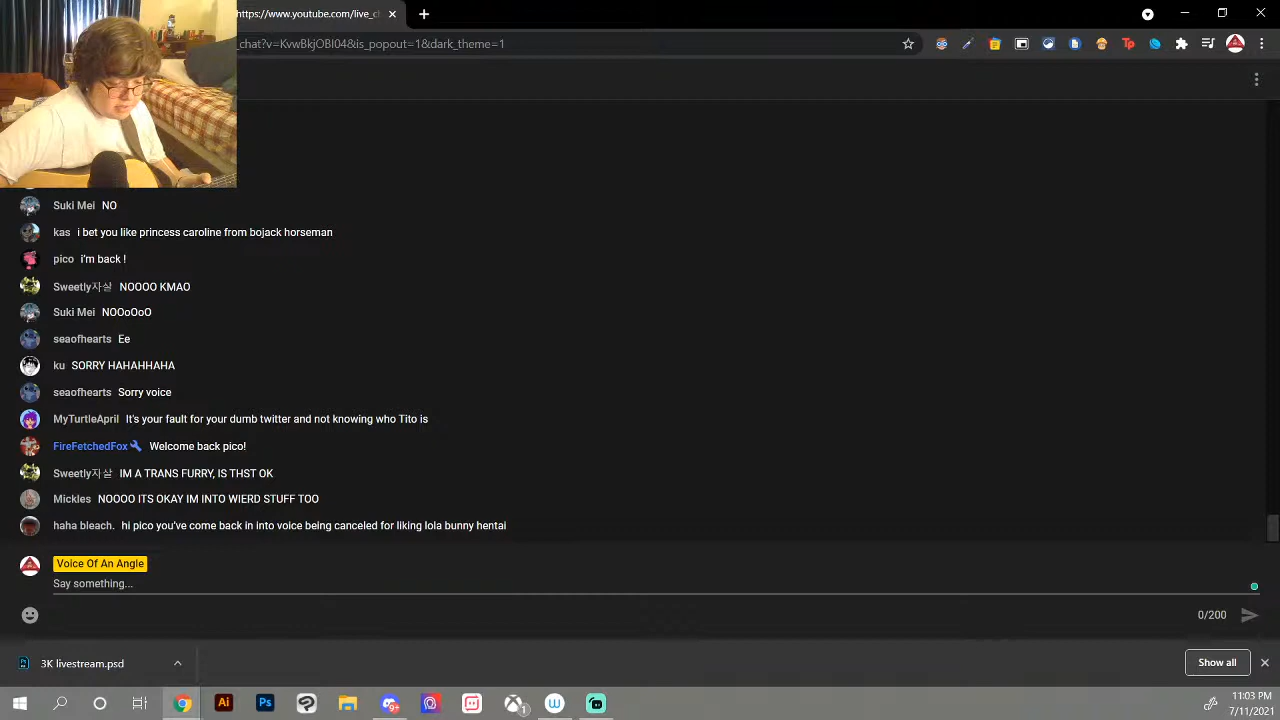 https://www.youtube.com/live_c
_chat?v=KvwBkjOBI04&is_popout=1&dark_theme=1
Suki Mei NO
kas i bet you like princess caroline from bojack horseman
pico i'm back !
Sweetly자살 NOOOO KMAO
Suki Mei NOOoOoO
seaofhearts Ee
ku SORRY HAHAHHAHA
seaofhearts Sorry voice
MyTurtleApril It's your fault for your dumb twitter and not knowing who Tito is
FireFetchedFox Welcome back pico!
Sweetly자살 IM A TRANS FURRY, IS THST OK
Mickles NOOOO ITS OKAY IM INTO WIERD STUFF TOO
haha bleach. hi pico you've come back in into voice being canceled for liking lola bunny hentai
Voice Of An Angle
Say something...
0/200
3K livestream.psd
Show all
11:03 PM
7/11/2021